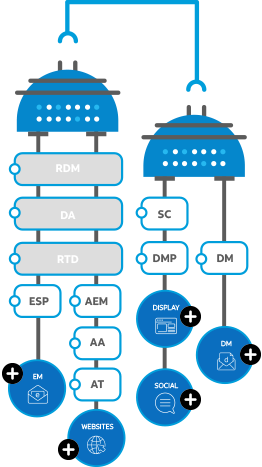 RDM
DA
RTD
ESP
AEM
AA
AT
EM
e
WEBSITES
SC
DMP
DM
DISPLAY
SOCIAL
DM
d